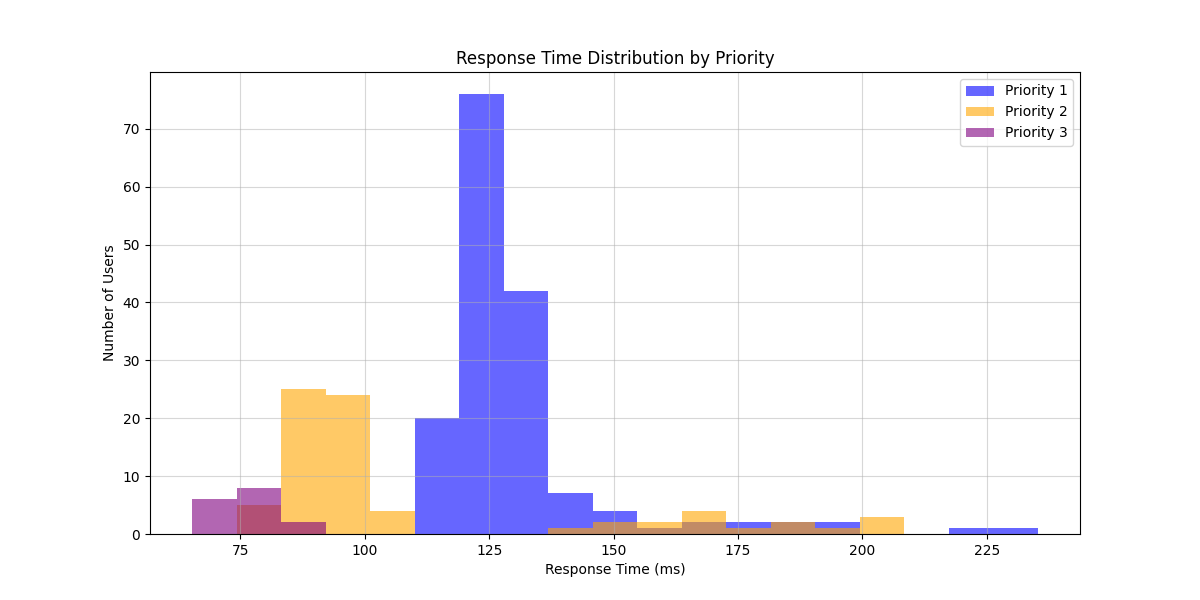 Response Time Distribution by Priority
Priority 1
Priority 2
Priority 3
Number of Users
70
60
50
40
30
20
10
0
75 100 125 150 175 200 225
Response Time (ms)